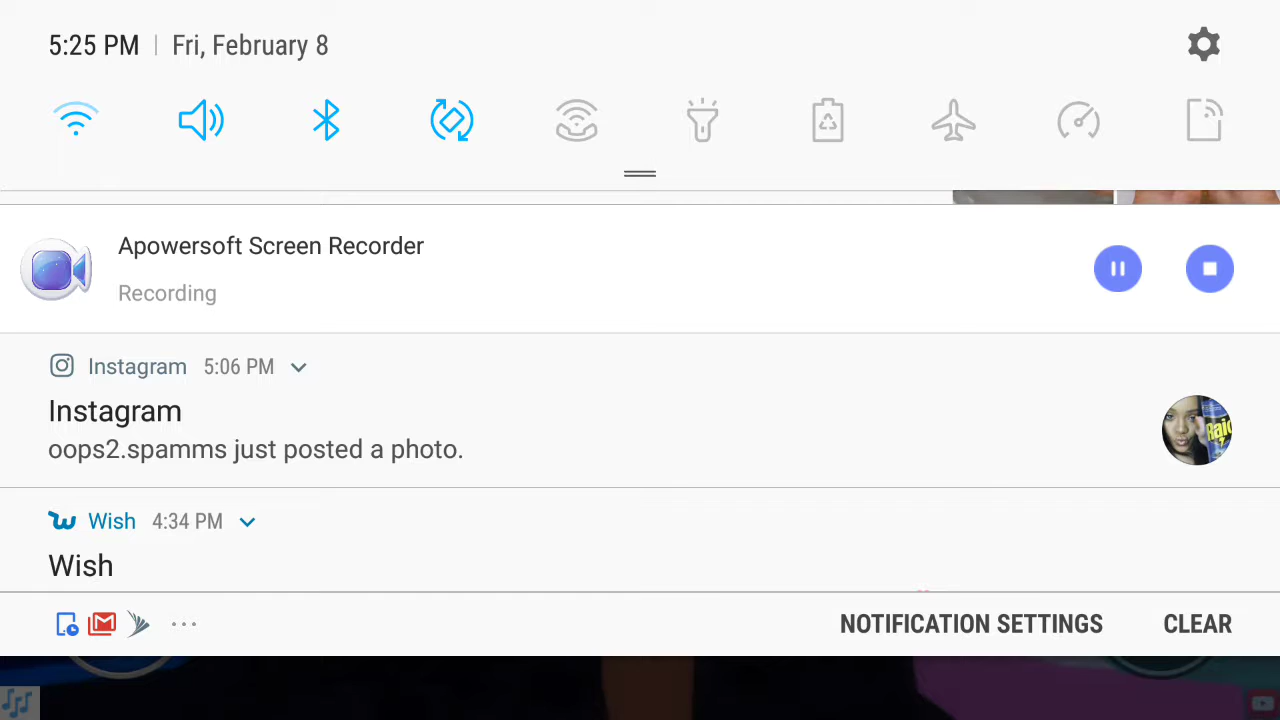 5:25 PM | Fri, February 8
Apowersoft Screen Recorder
Recording
Instagram 5:06 PM
Instagram
oops2.spamms just posted a photo.
Raid
Wish 4:34 PM
Wish
NOTIFICATION SETTINGS CLEAR